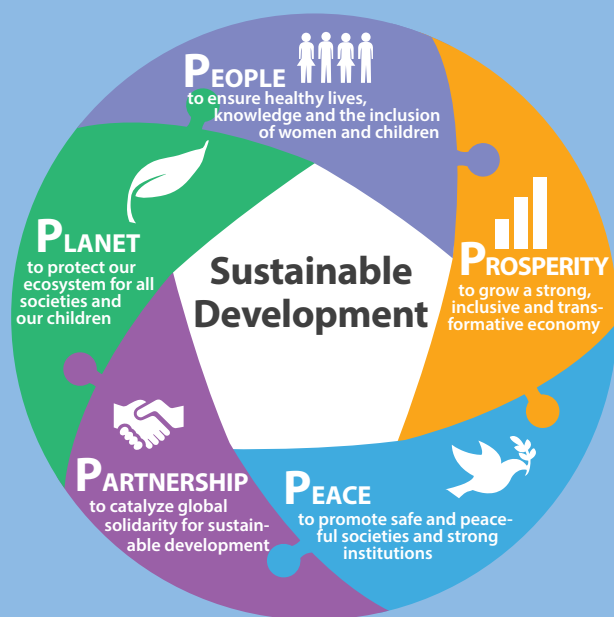 PEOPLE
to ensure healthy lives,
knowledge and the inclusion
of women and children
PROSPERITY
to grow a strong,
inclusive and trans-
formative economy
PEACE
to promote safe and peace-
ful societies and strong
institutions
PARTNERSHIP
to catalyze global
solidarity for sustain-
able development
PLANET
to protect our
ecosystem for all
societies and
our children
Sustainable
Development